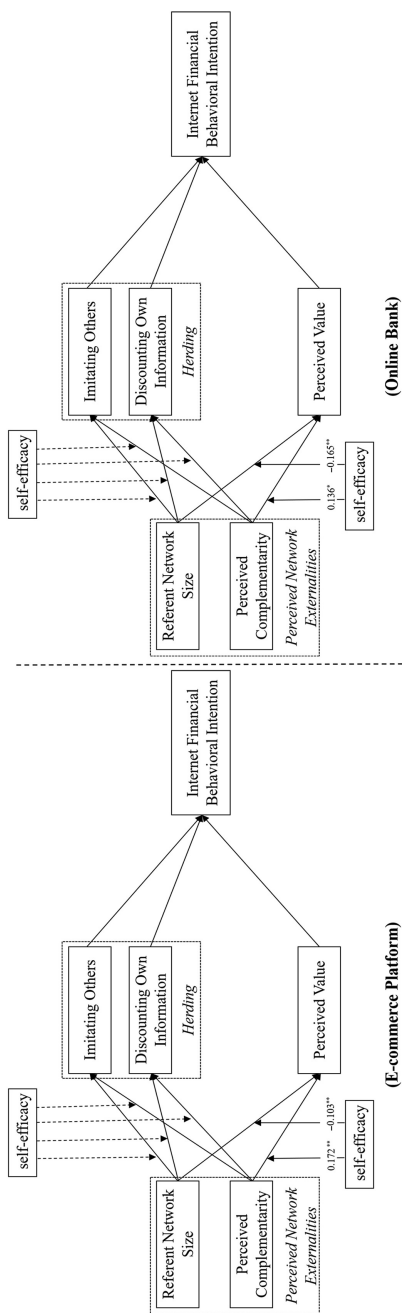 self-efficacy
Imitating Others
Discounting Own
Information
Herding
Referent Network
Size
Perceived
Complementarity
Perceived Network
Externalities
Internet Financial
Behavioral Intention
Perceived Value
0.172**
−0.103**
self-efficacy
(E-commerce Platform)
self-efficacy
Imitating Others
Discounting Own
Information
Herding
Referent Network
Size
Perceived
Complementarity
Perceived Network
Externalities
Internet Financial
Behavioral Intention
Perceived Value
0.136*
−0.165**
self-efficacy
(Online Bank)